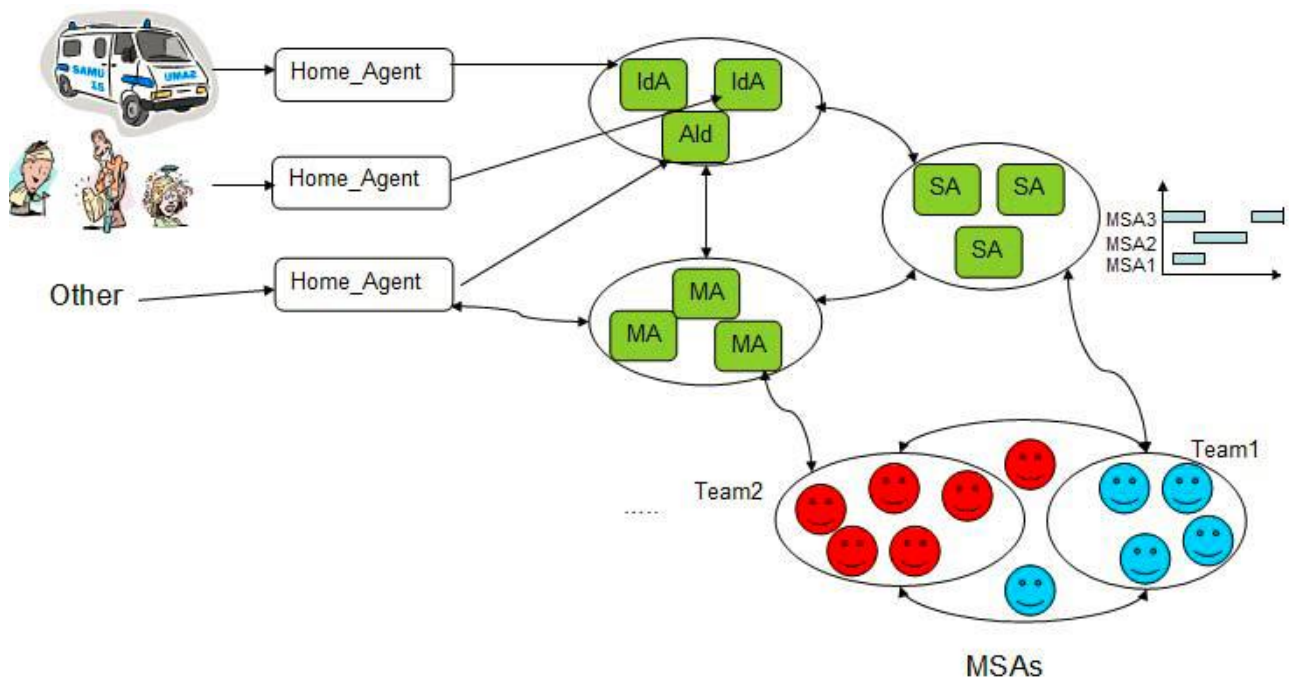 SAMU
15
UMAS
Home_Agent
IdA
IdA
AId
Home_Agent
SA
SA
SA
MSA3
MSA2
MSA1
Other
Home_Agent
MA
MA
MA
Team1
Team2
.....
MSAs